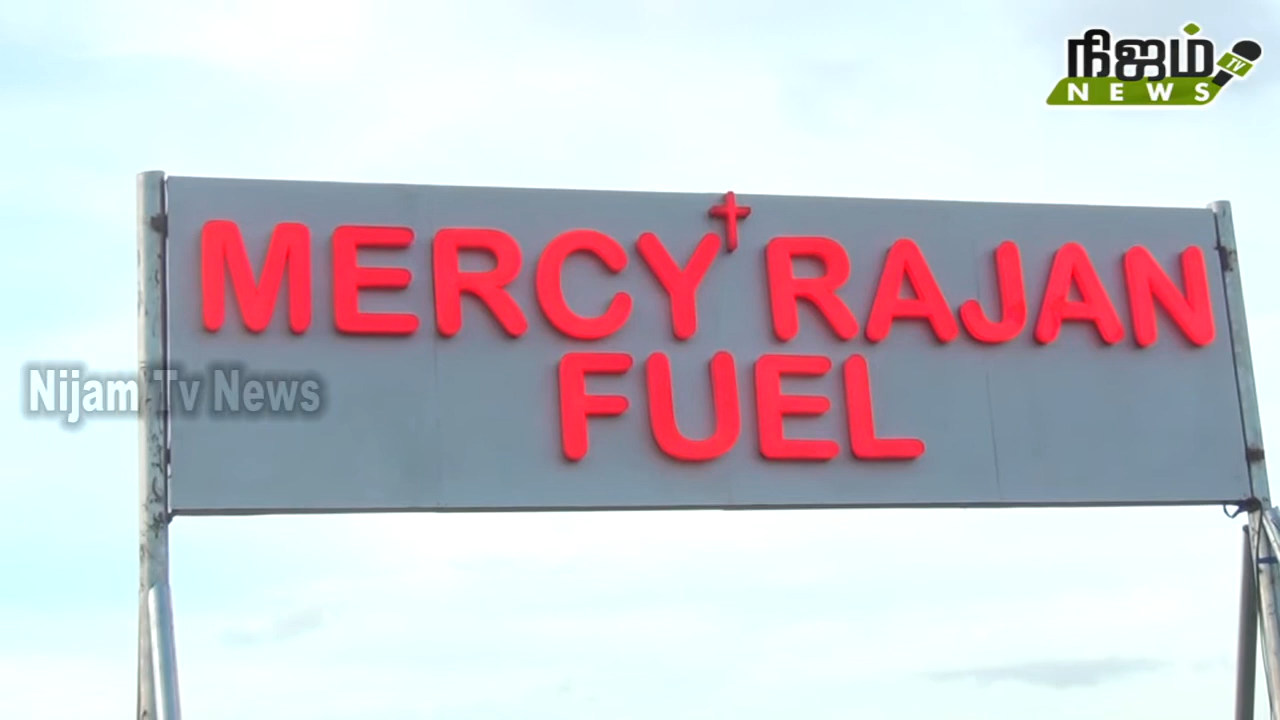 நிஜம்
TV
NEWS
MERCY RAJAN
FUEL
Nijam Tv News